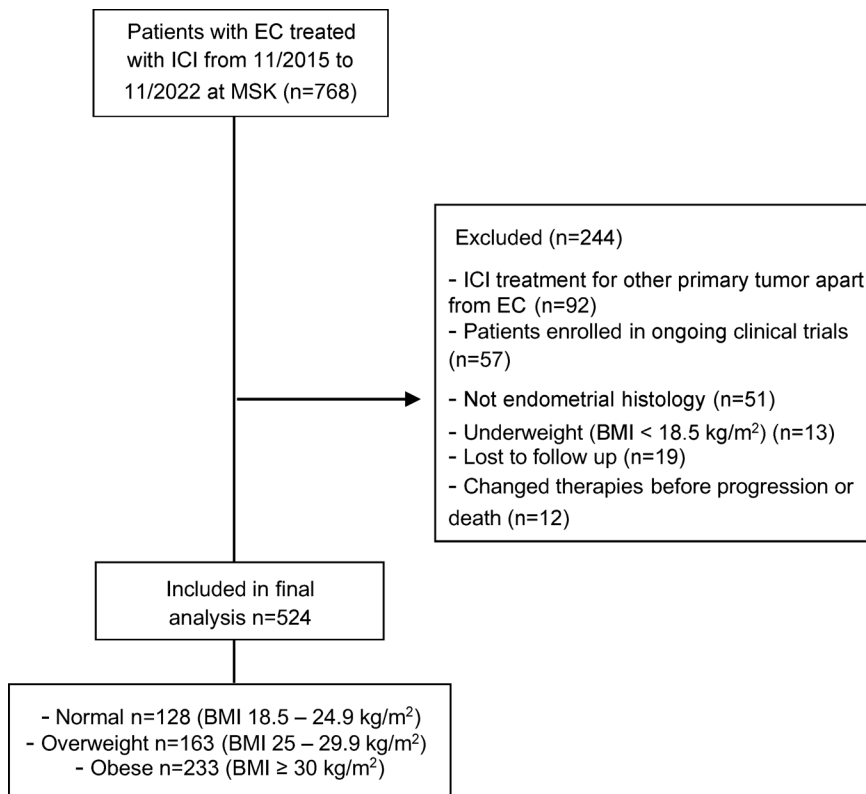 Patients with EC treated
with ICI from 11/2015 to
11/2022 at MSK (n=768)
Excluded (n=244)
- ICI treatment for other primary tumor apart
from EC (n=92)
- Patients enrolled in ongoing clinical trials
(n=57)
- Not endometrial histology (n=51)
- Underweight (BMI < 18.5 kg/m²) (n=13)
- Lost to follow up (n=19)
- Changed therapies before progression or
death (n=12)
Included in final
analysis n=524
- Normal n=128 (BMI 18.5 – 24.9 kg/m²)
- Overweight n=163 (BMI 25 – 29.9 kg/m²)
- Obese n=233 (BMI ≥ 30 kg/m²)